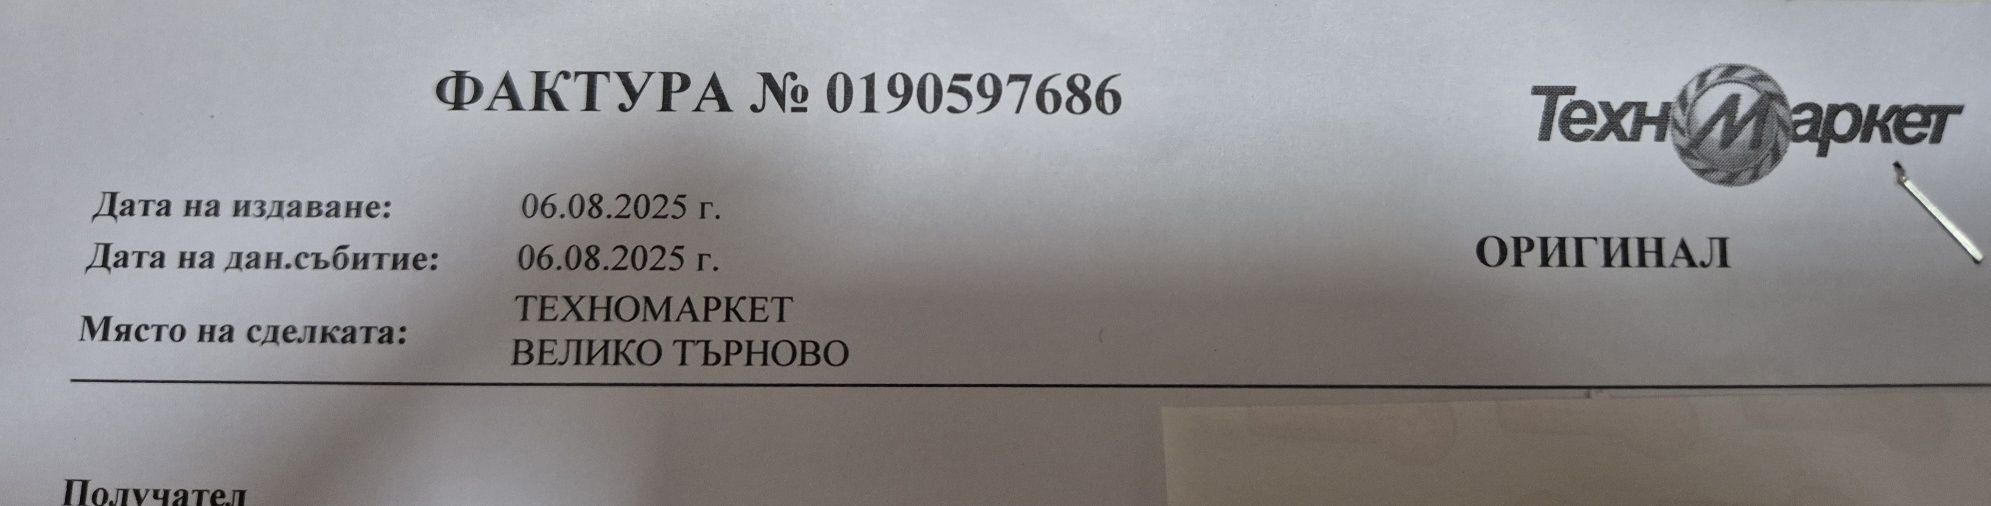 ФАКТУРА № 0190597686
ТехноМаркет
Дата на издаване: 06.08.2025 г.
Дата на дан.събитие: 06.08.2025 г.
ОРИГИНАЛ
Място на сделката: ТЕХНОМАРКЕТ
ВЕЛИКО ТЪРНОВО
Получател